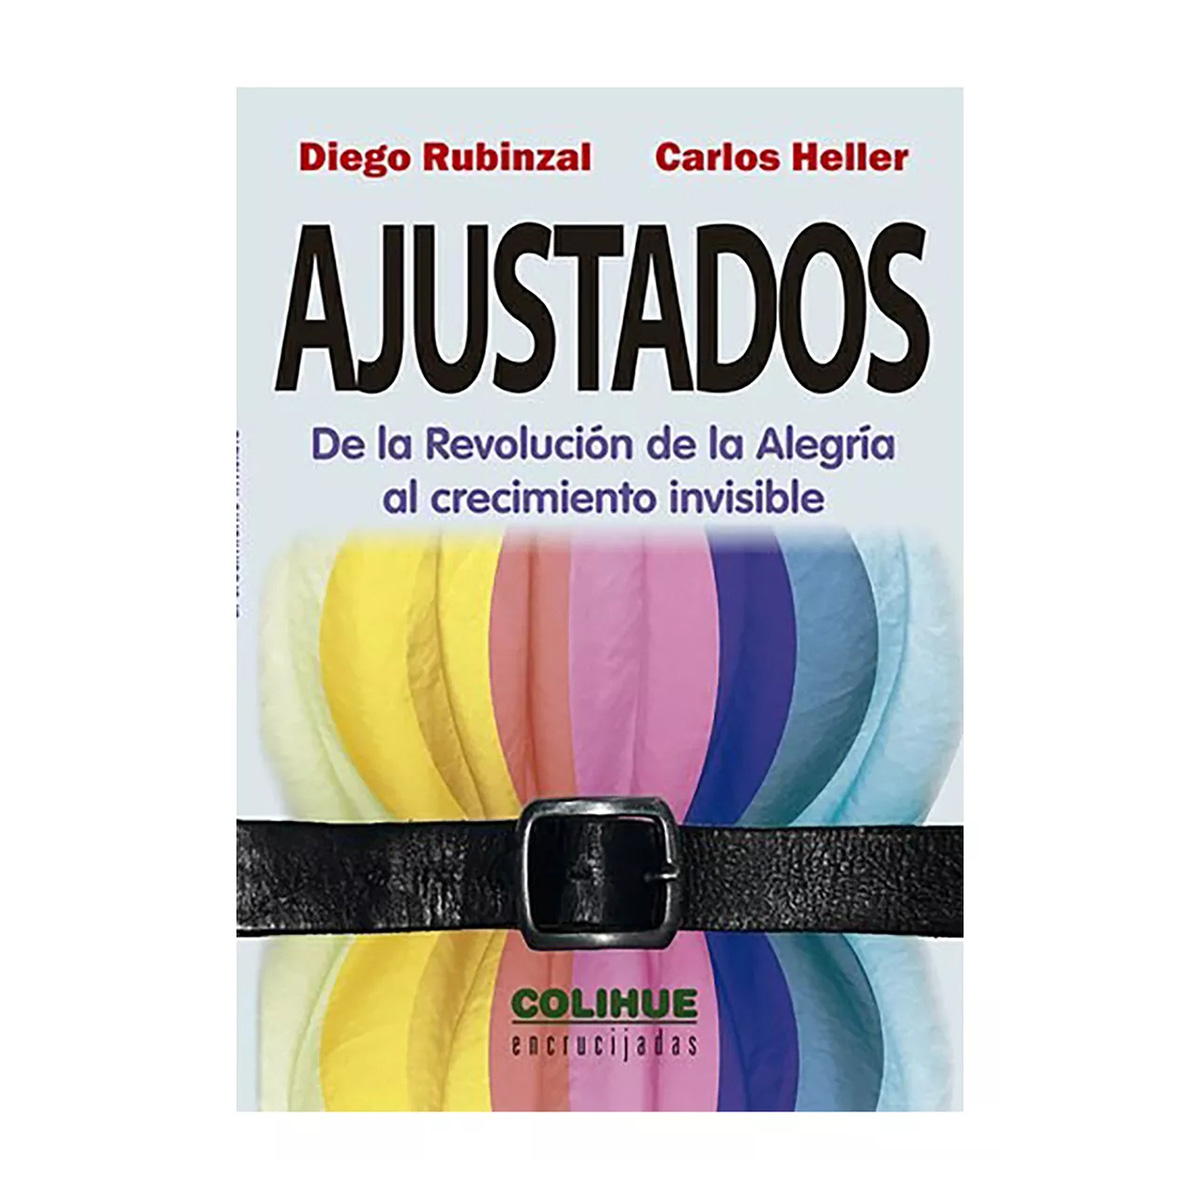 Diego Rubinzal Carlos Heller
AJUSTADOS
De la Revolución de la Alegría
al crecimiento invisible
COLIHUE
encrucijadas